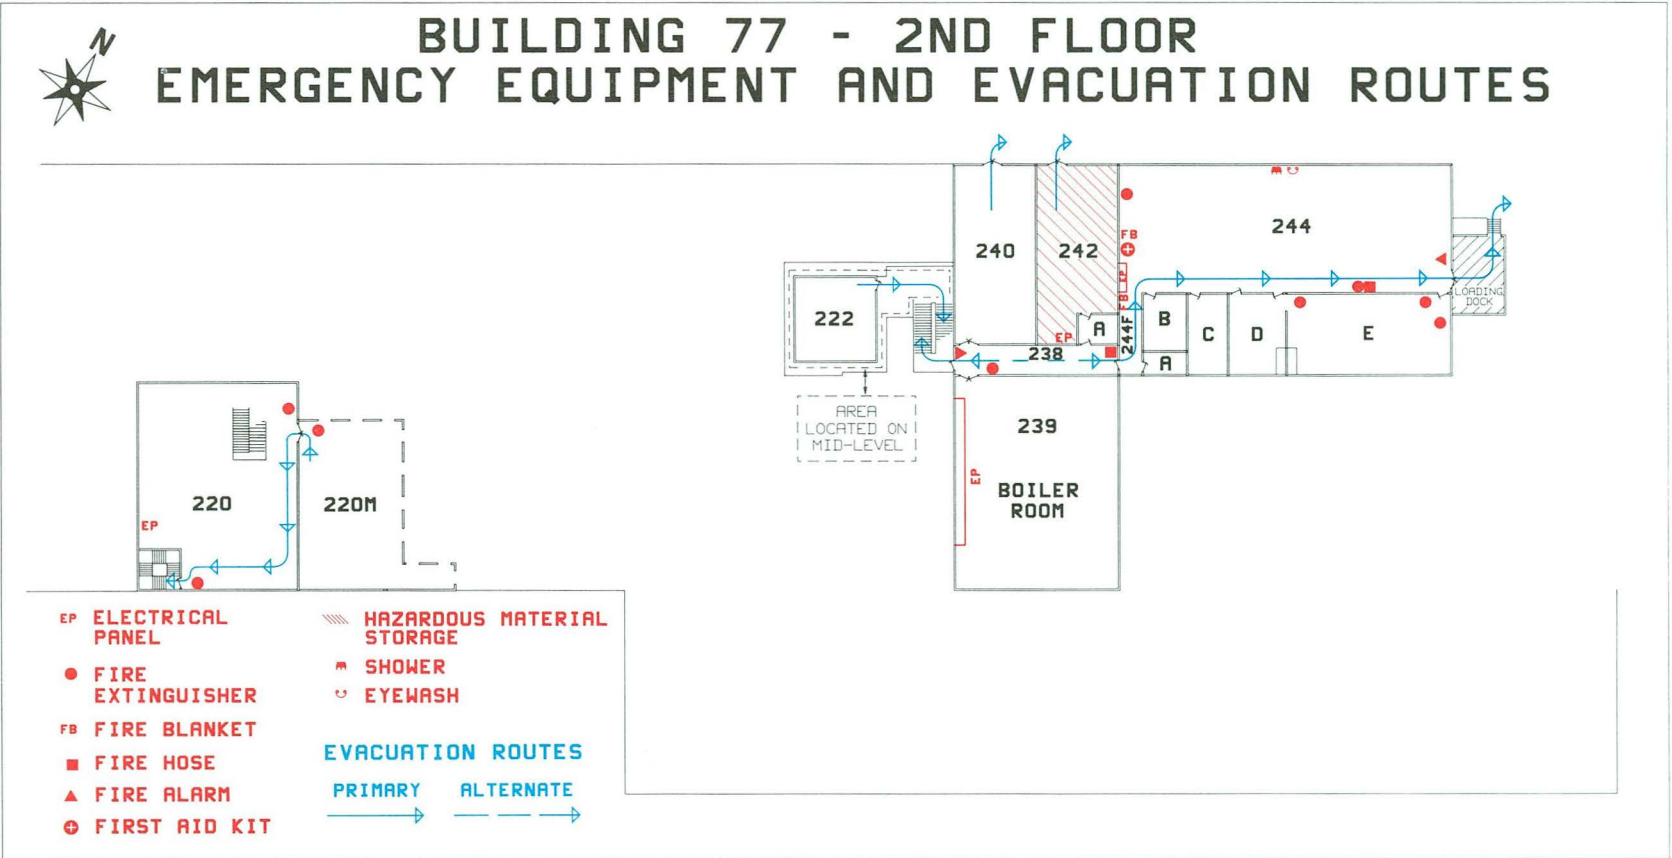 N
BUILDING 77 - 2ND FLOOR
EMERGENCY EQUIPMENT AND EVACUATION ROUTES
240
242
244
FB
EP
FB
LOADING
DOCK
222
EP
A
244F
B
C
D
E
238
A
AREA
LOCATED ON
MID-LEVEL
239
EP
BOILER
ROOM
220
220M
EP
EP ELECTRICAL
PANEL
FIRE
EXTINGUISHER
FB FIRE BLANKET
FIRE HOSE
FIRE ALARM
FIRST AID KIT
HAZARDOUS MATERIAL
STORAGE
SHOWER
EYEWASH
EVACUATION ROUTES
PRIMARY ALTERNATE